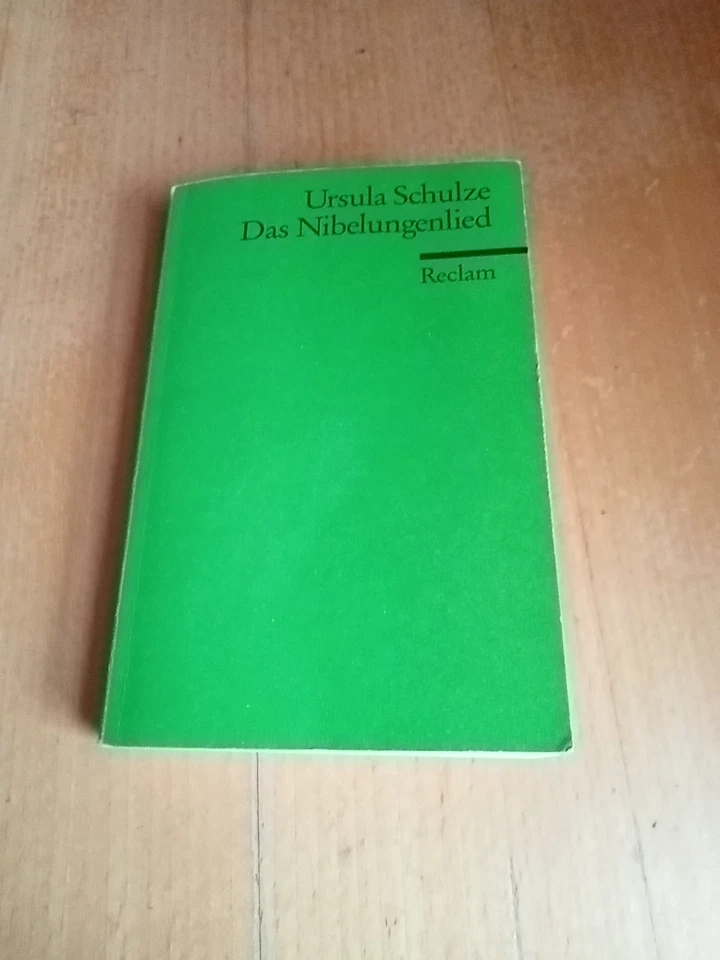 Ursula Schulze
Das Nibelungenlied
Reclam